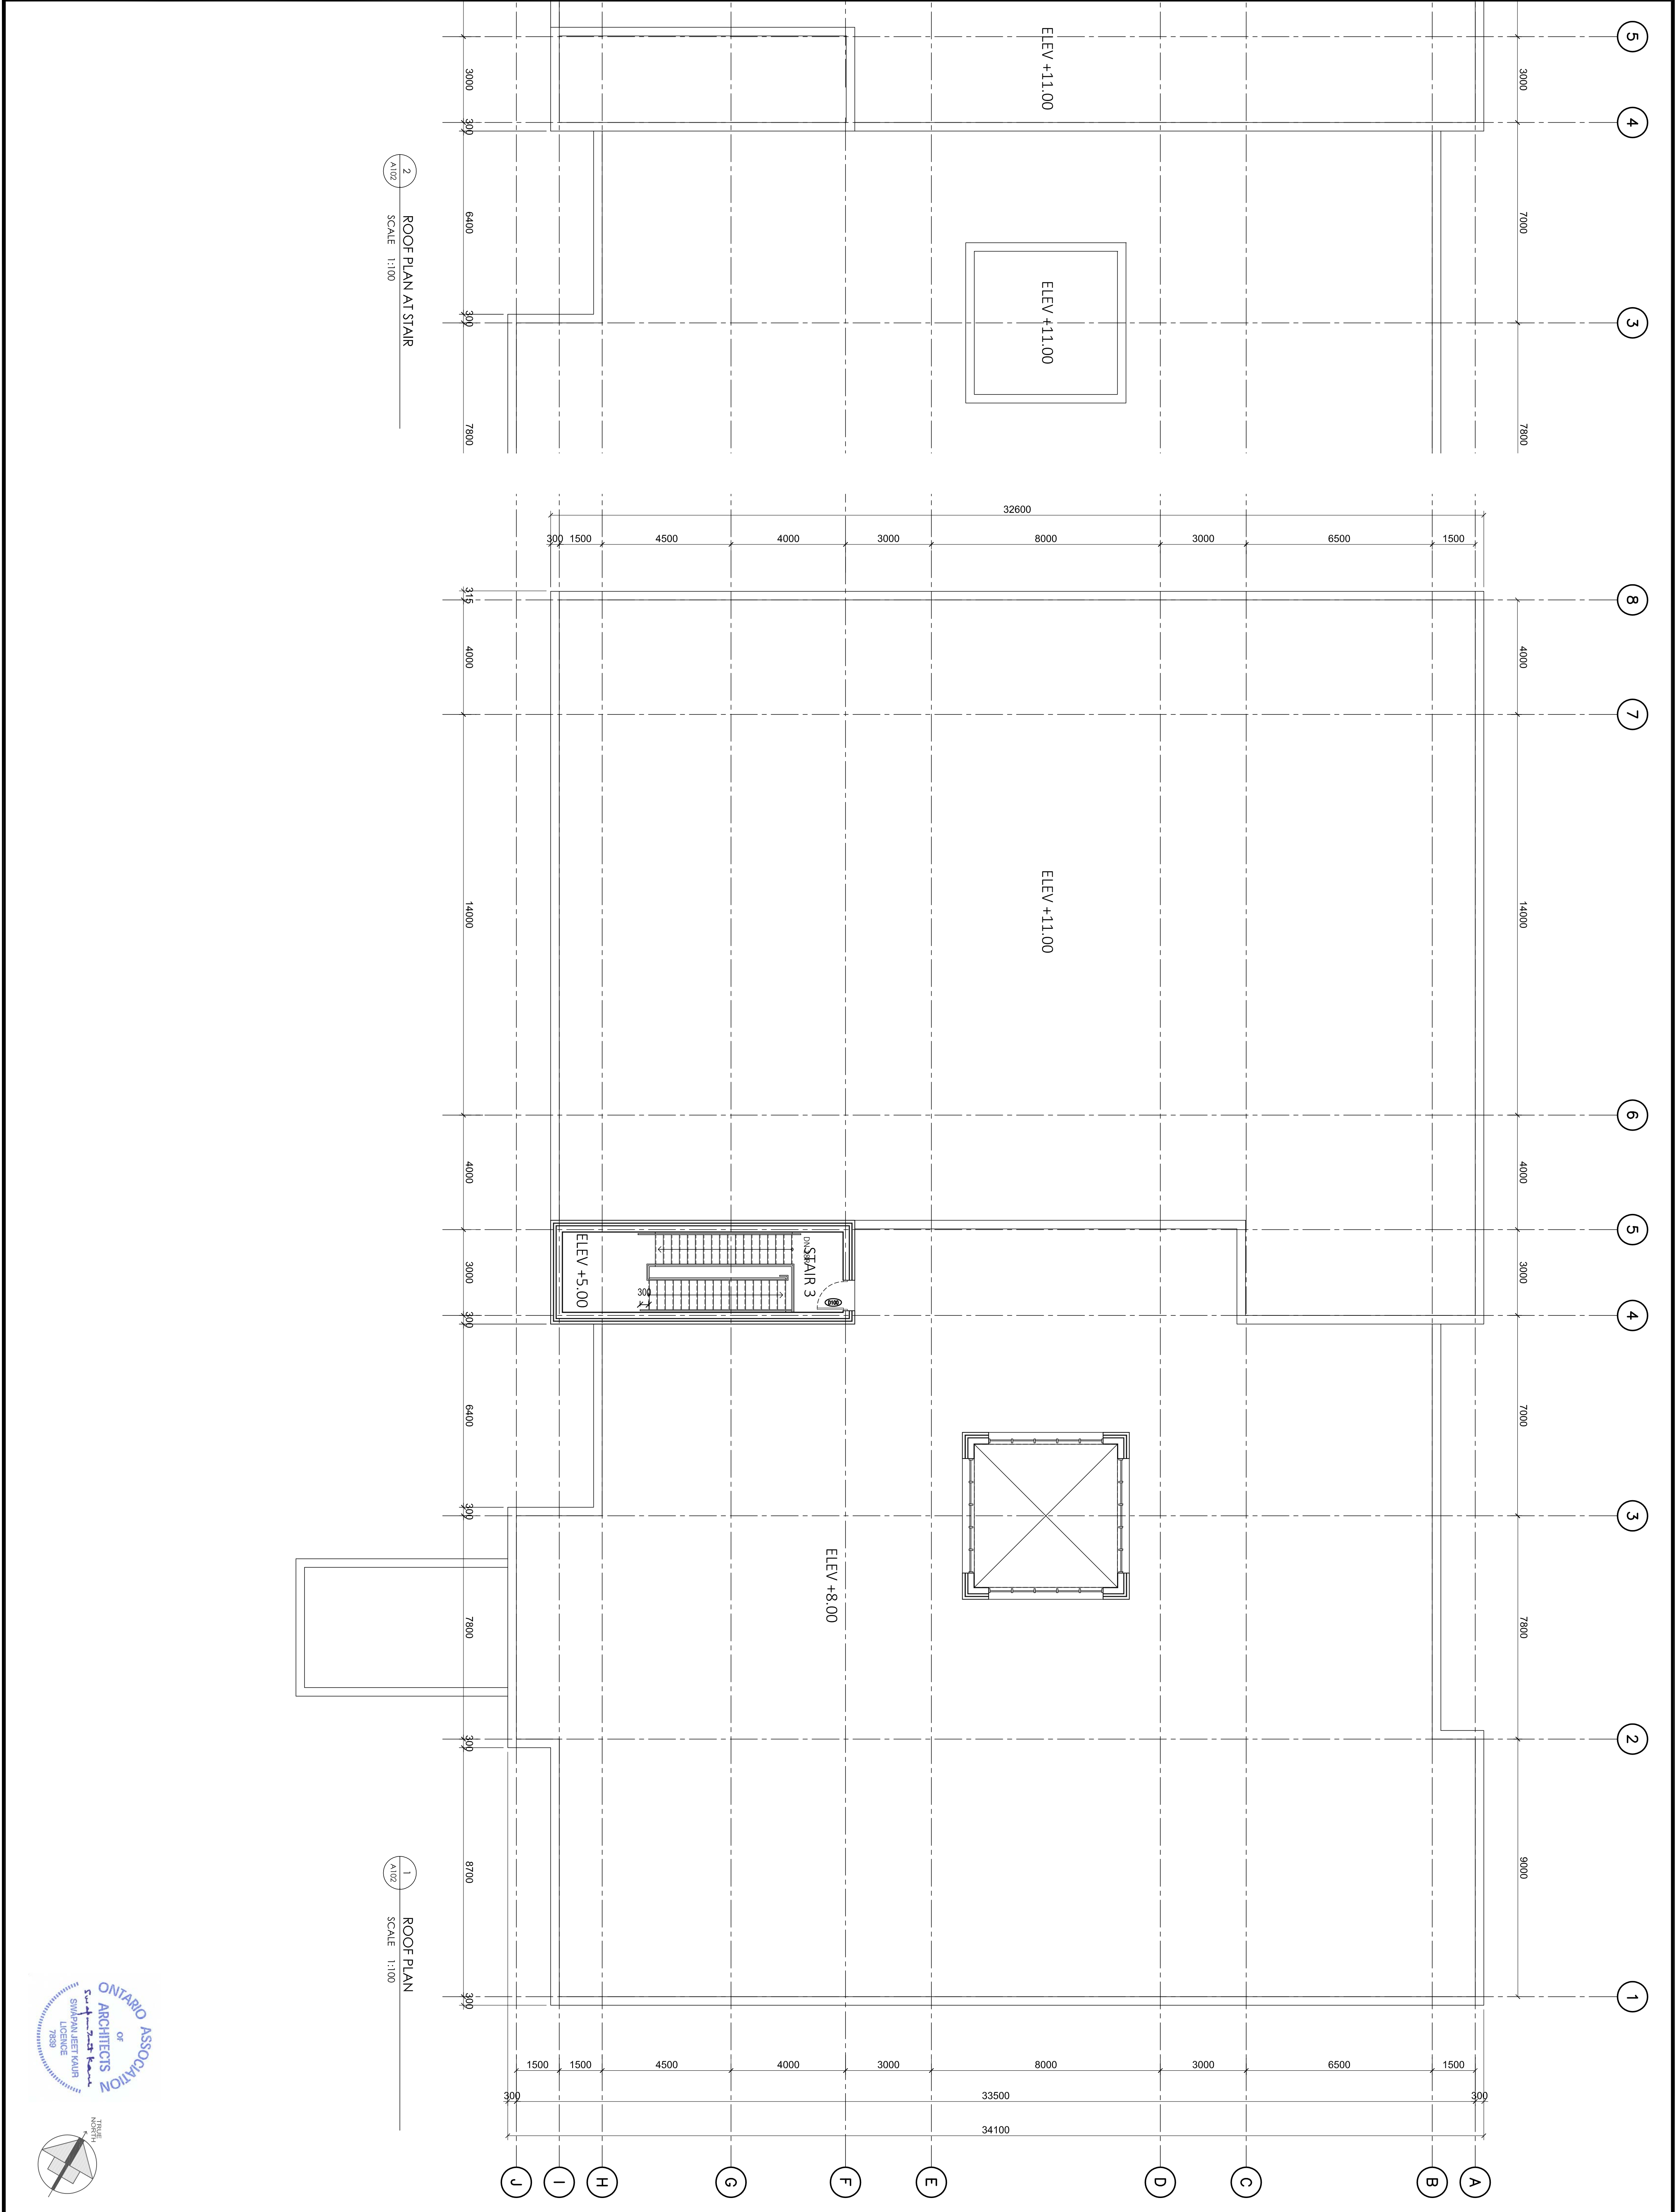 5
4
3
3000
7000
7800
ELEV +11.00
ELEV +11.00
3000
300
6400
300
7800
2
A102
ROOF PLAN AT STAIR
SCALE 1:100
32600
300
1500
4500
4000
3000
8000
3000
6500
1500
8
7
6
5
4
3
2
1
4000
14000
4000
3000
7000
7800
9000
ELEV +11.00
STAIR 3
ELEV +5.00
300
ELEV +8.00
315
4000
14000
4000
3000
300
6400
300
7800
300
8700
300
1500
1500
4500
4000
3000
8000
3000
6500
1500
300
33500
300
34100
J
I
H
G
F
E
D
C
B
A
1
A102
ROOF PLAN
SCALE 1:100
ONTARIO ASSOCIATION
OF
ARCHITECTS
SWAPAN JEET KAUR
LICENCE
7839
TRUE
NORTH